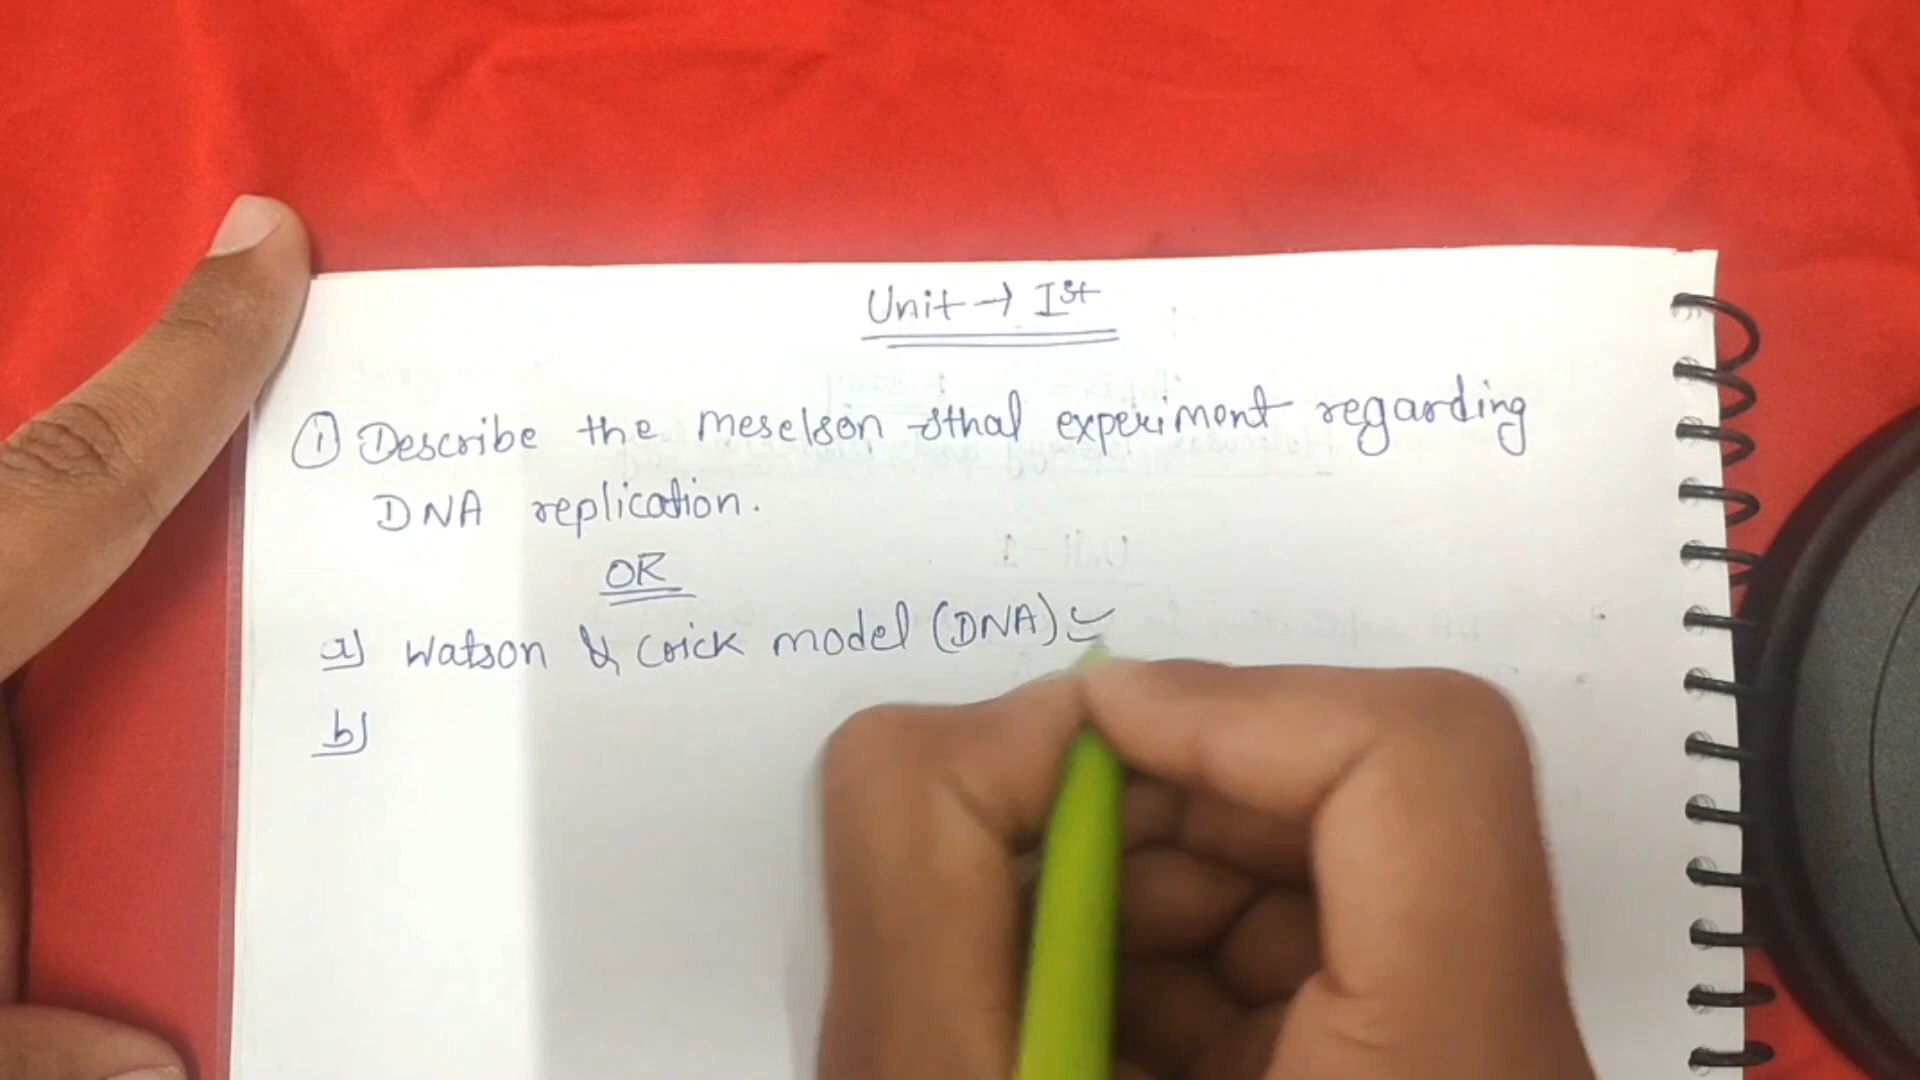 Unit → Ist
① Describe the meselson sthal experiment regarding
DNA replication.
OR
a) Watson & Crick model (DNA)
b)